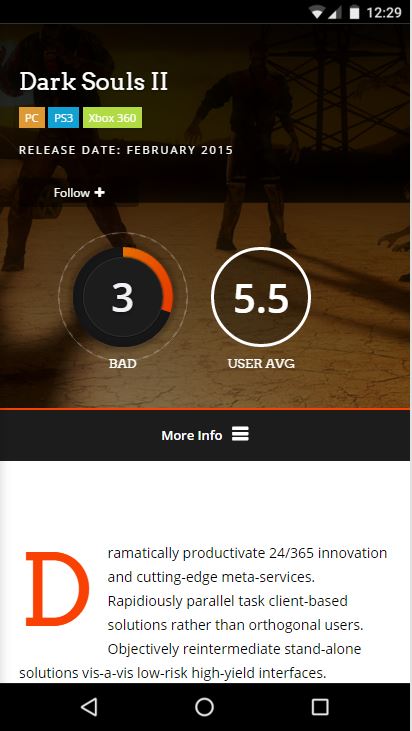 12:29
Dark Souls II
PC PS3 Xbox 360
RELEASE DATE: FEBRUARY 2015
Follow +
3 5.5
BAD USER AVG
More Info
Dramatically productivate 24/365 innovation
and cutting-edge meta-services.
Rapidiously parallel task client-based
solutions rather than orthogonal users.
Objectively reintermediate stand-alone
solutions vis-a-vis low-risk high-yield interfaces.